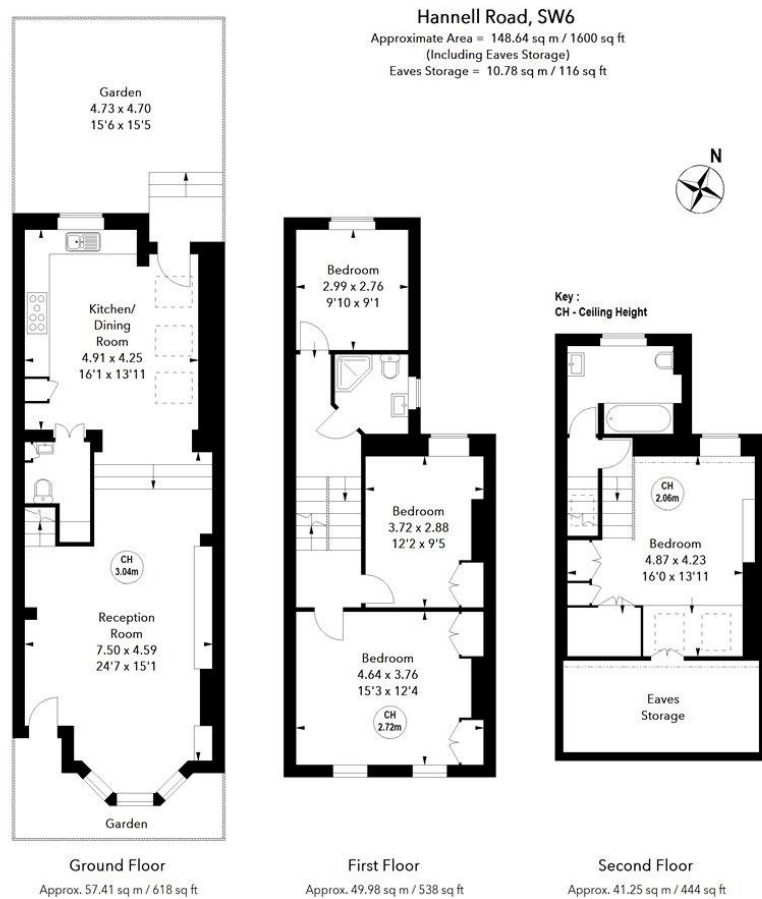 Hannell Road, SW6
Approximate Area = 148.64 sq m / 1600 sq ft
(Including Eaves Storage)
Eaves Storage = 10.78 sq m / 116 sq ft
N
Garden
4.73 x 4.70
15'6 x 15'5
Kitchen/
Dining
Room
4.91 x 4.25
16'1 x 13'11
CH
3.04m
Reception
Room
7.50 x 4.59
24'7 x 15'1
Garden
Ground Floor
Approx. 57.41 sq m / 618 sq ft
Bedroom
2.99 x 2.76
9'10 x 9'1
Bedroom
3.72 x 2.88
12'2 x 9'5
Bedroom
4.64 x 3.76
15'3 x 12'4
CH
2.72m
First Floor
Approx. 49.98 sq m / 538 sq ft
Key :
CH - Ceiling Height
CH
2.06m
Bedroom
4.87 x 4.23
16'0 x 13'11
Eaves
Storage
Second Floor
Approx. 41.25 sq m / 444 sq ft